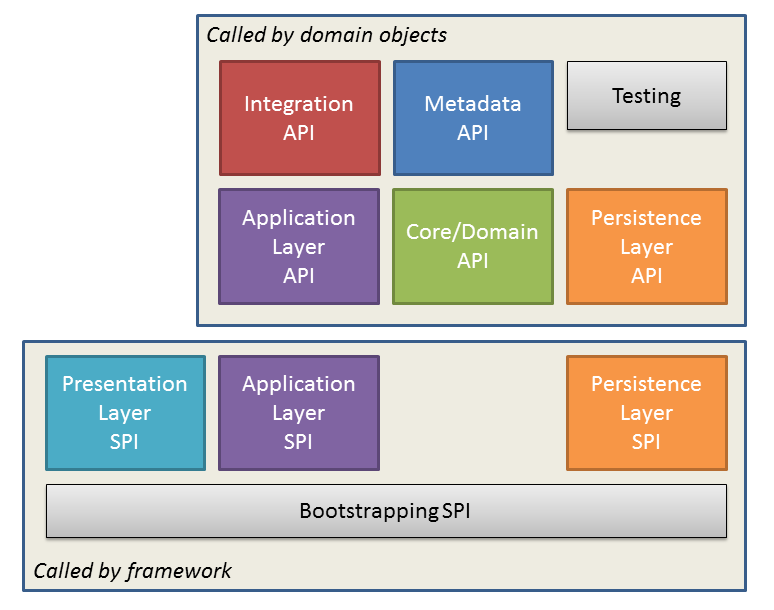 Called by domain objects
Integration
API
Metadata
API
Testing
Application
Layer
API
Core/Domain
API
Persistence
Layer
API
Presentation
Layer
SPI
Application
Layer
SPI
Persistence
Layer
SPI
Bootstrapping SPI
Called by framework